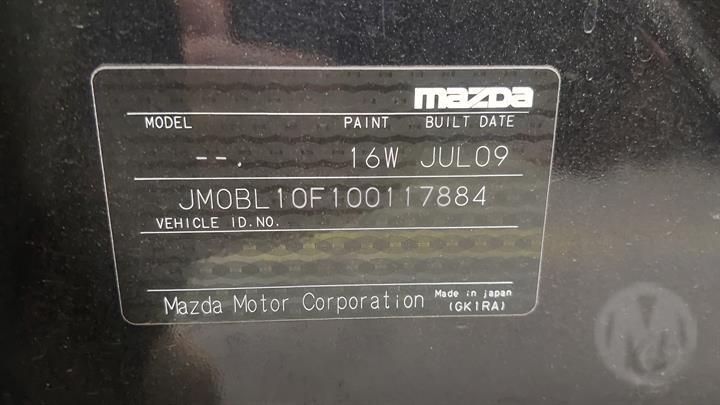 mazda
MODEL PAINT BUILT DATE
--. 16W JUL09
JM0BL10F100117884
VEHICLE ID.NO.
Mazda Motor Corporation Made in japan
(GK1RA)
M